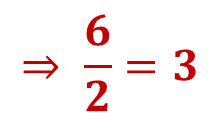 ⇒ 6/2 = 3